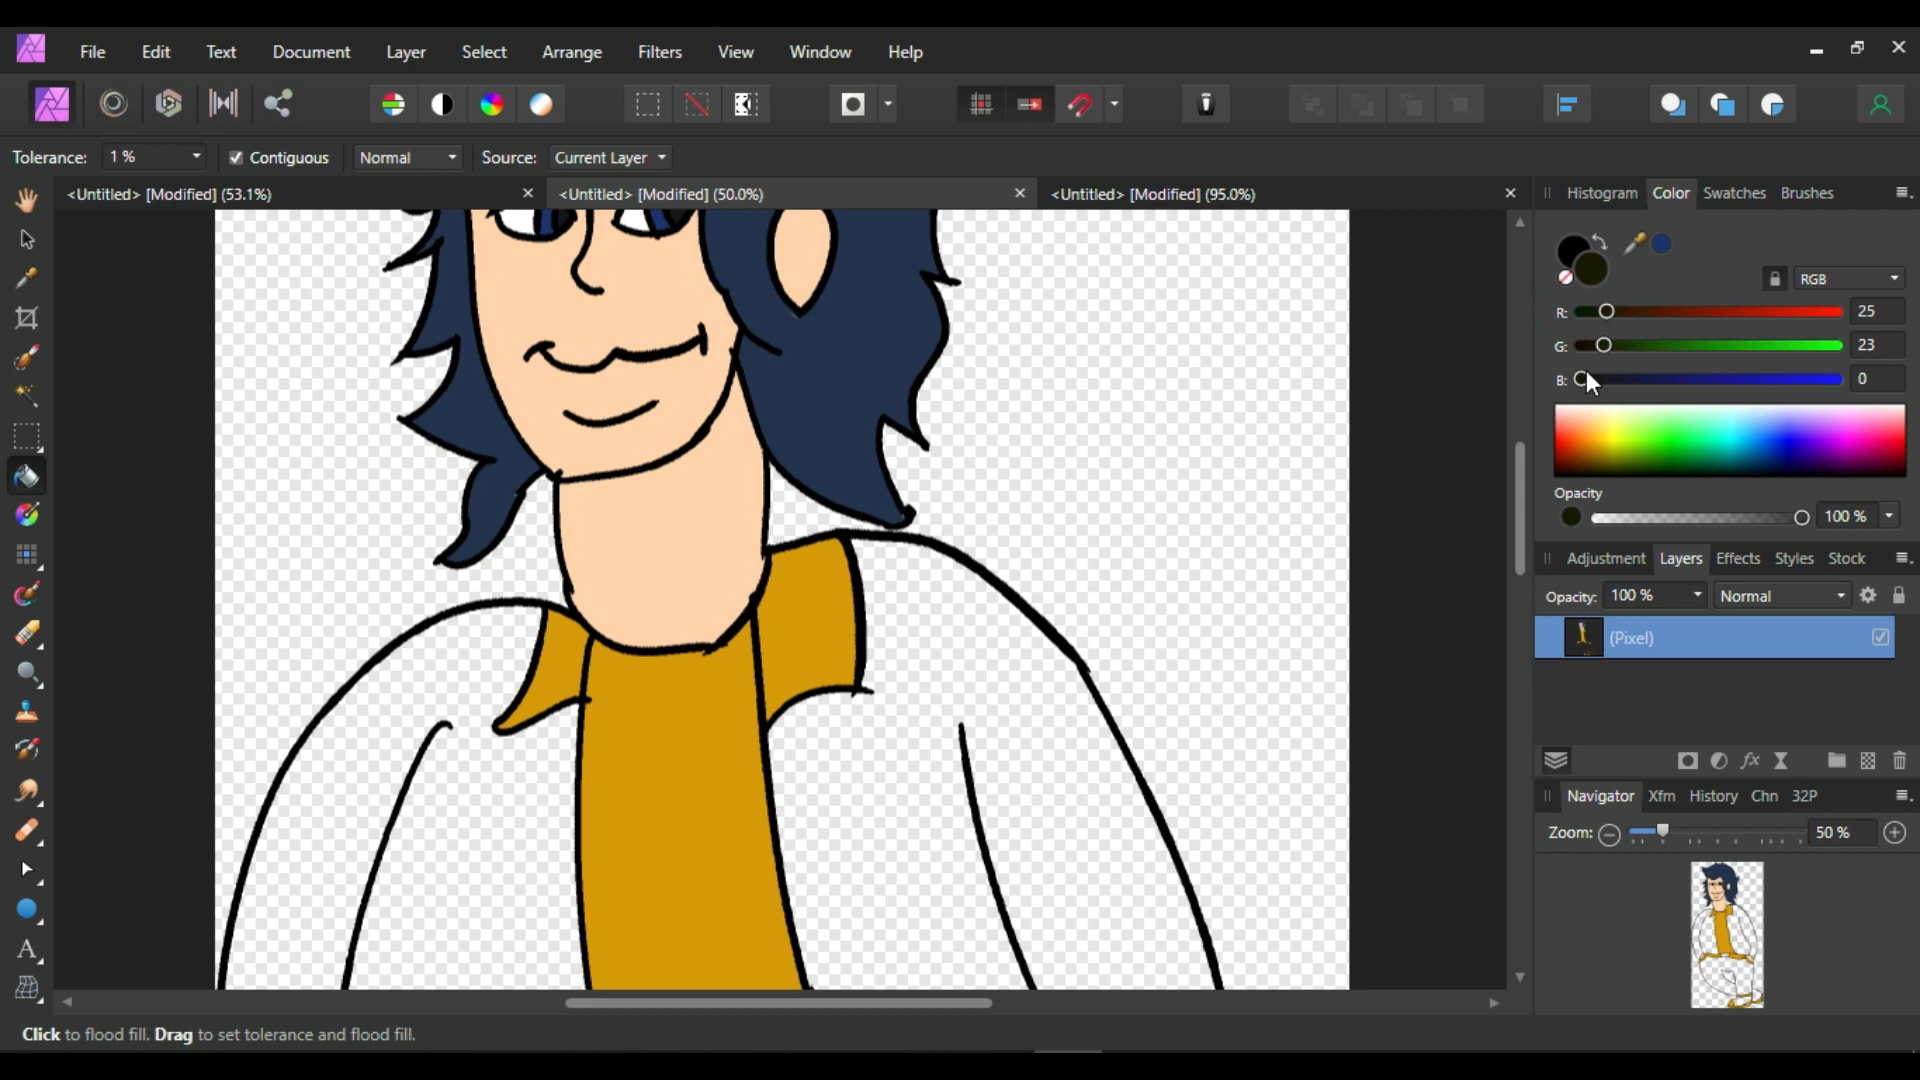 File Edit Text Document Layer Select Arrange Filters View Window Help
Tolerance: 1 % Contiguous Normal Source: Current Layer
<Untitled> [Modified] (53.1%) <Untitled> [Modified] (50.0%) <Untitled> [Modified] (95.0%)
Histogram Color Swatches Brushes
RGB
R: 25
G: 23
B: 0
Opacity
100 %
Adjustment Layers Effects Styles Stock
Opacity: 100 % Normal
(Pixel)
fx
Navigator Xfm History Chn 32P
Zoom: 50 %
A
Click to flood fill. Drag to set tolerance and flood fill.